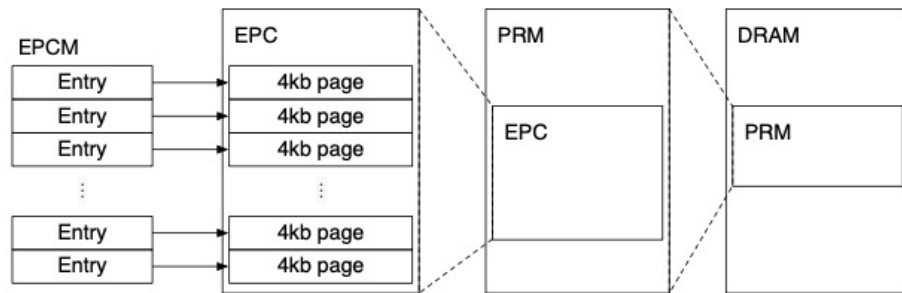 EPCM
Entry
Entry
Entry
Entry
Entry
EPC
4kb page
4kb page
4kb page
4kb page
4kb page
PRM
EPC
DRAM
PRM